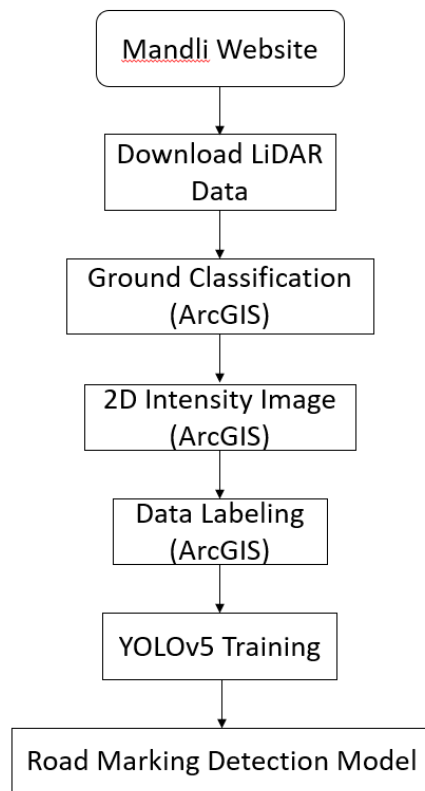 Mandli Website
Download LiDAR
Data
Ground Classification
(ArcGIS)
2D Intensity Image
(ArcGIS)
Data Labeling
(ArcGIS)
YOLOv5 Training
Road Marking Detection Model